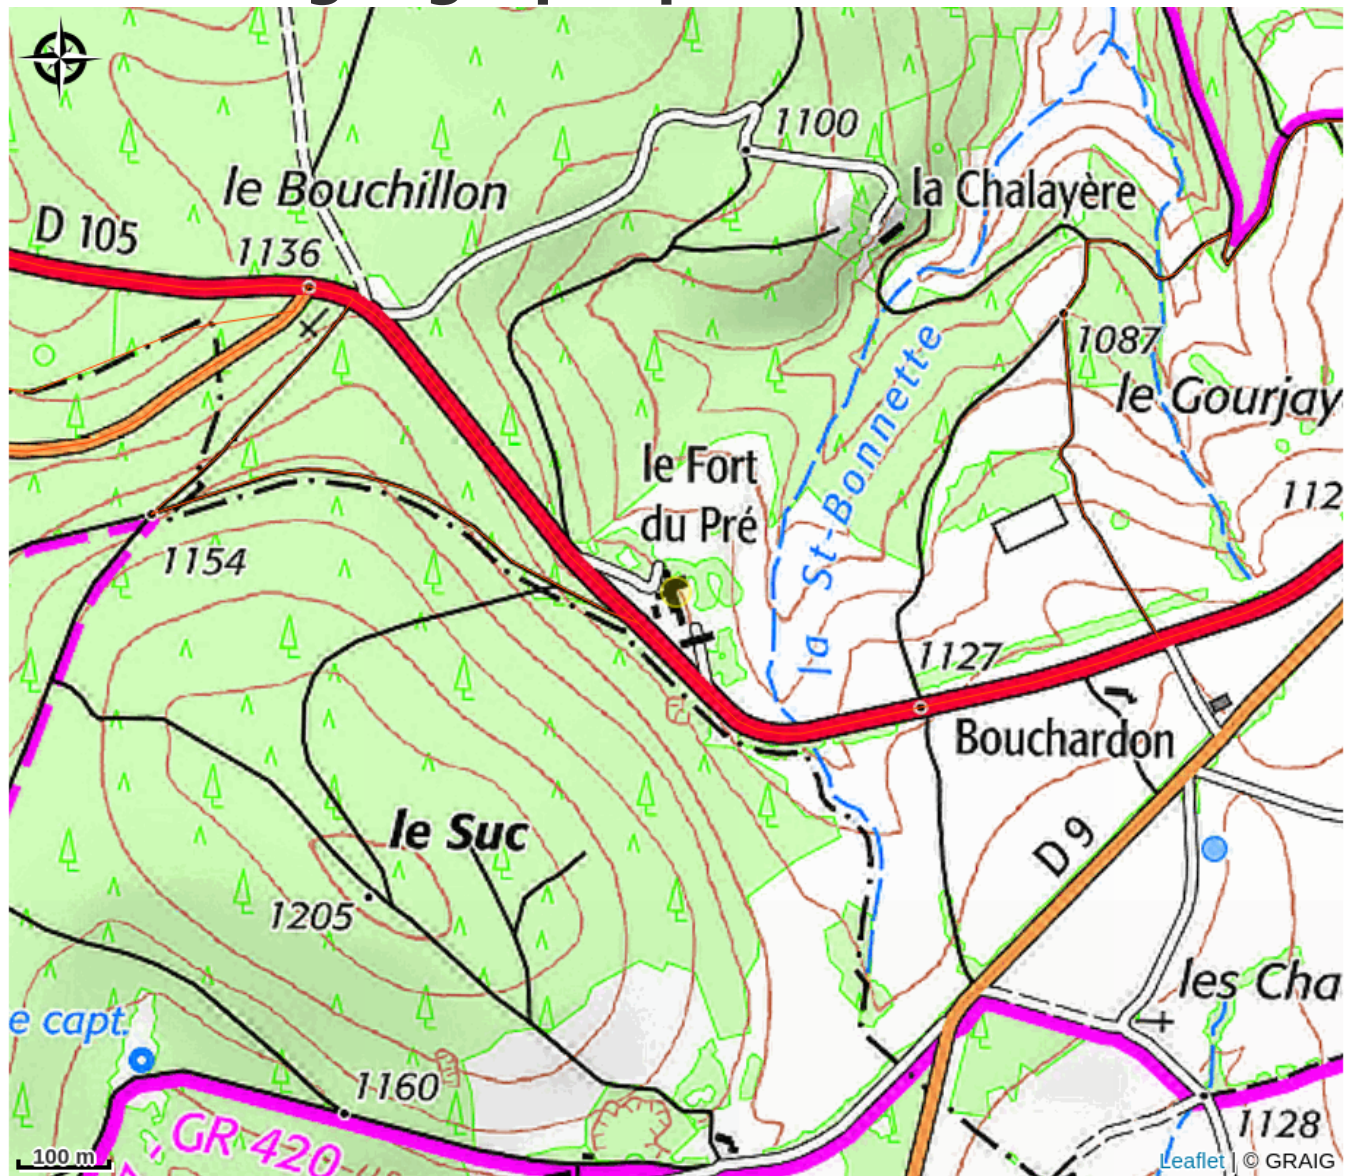 1100
le Bouchillon
la Chalayère
D 105
1136
1087
le Gourjay
la St-Bonnette
le Fort
du Pré
112
1154
1127
Bouchardon
le Suc
D 9
1205
les Cha
e capt.
1160
GR 420
1128
100 m
Leaflet | © GRAIG